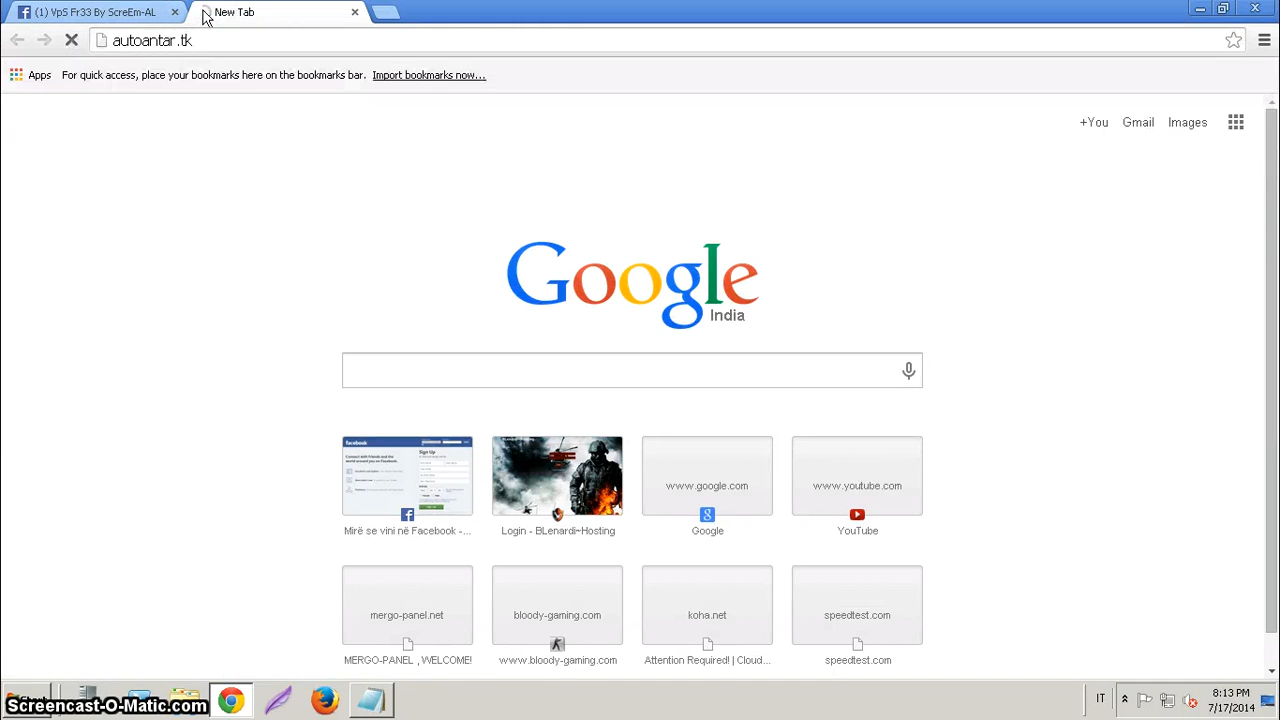 (1) VpS Fr33 By ScreEm-AL
New Tab
autoantar.tk
Apps For quick access, place your bookmarks here on the bookmarks bar. Import bookmarks now...
+You Gmail Images
Google
India
facebook
Sign Up
www.google.com
www.youtube.com
Mirë se vini në Facebook -...
Login - BLenardi~Hosting
Google
YouTube
mergo-panel.net
bloody-gaming.com
koha.net
speedtest.com
MERGO-PANEL , WELCOME!
www.bloody-gaming.com
Attention Required! | Cloud...
speedtest.com
Screencast-O-Matic.com
IT
8:13 PM
7/17/2014